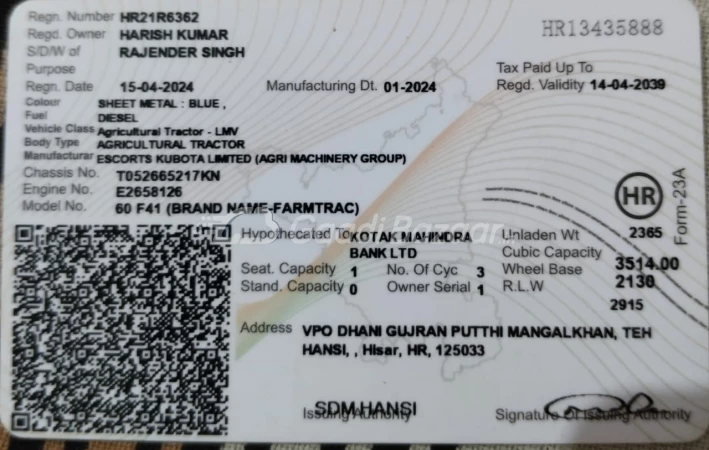 Regn. Number HR21R6362
HR13435888
Regd. Owner HARISH KUMAR
S/D/W of RAJENDER SINGH
Purpose
Tax Paid Up To
Regn. Date 15-04-2024 Manufacturing Dt. 01-2024 Regd. Validity 14-04-2039
Colour SHEET METAL : BLUE ,
Fuel DIESEL
Vehicle Class Agricultural Tractor - LMV
Body Type AGRICULTURAL TRACTOR
Manufacturar ESCORTS KUBOTA LIMITED (AGRI MACHINERY GROUP)
Chassis No. T052665217KN
Engine No. E2658126
Model No. 60 F41 (BRAND NAME-FARMTRAC)
HR
Form-23A
Hypothecated To KOTAK MAHINDRA BANK LTD
Unladen Wt 2365
Cubic Capacity 3514.00
Seat. Capacity 1 No. Of Cyc 3 Wheel Base 2130
Stand. Capacity 0 Owner Serial 1 R.L.W 2915
Address VPO DHANI GUJRAN PUTTHI MANGALKHAN, TEH
HANSI, , Hisar, HR, 125033
SDM HANSI
Issuing Authority Signature Of Issuing Authority